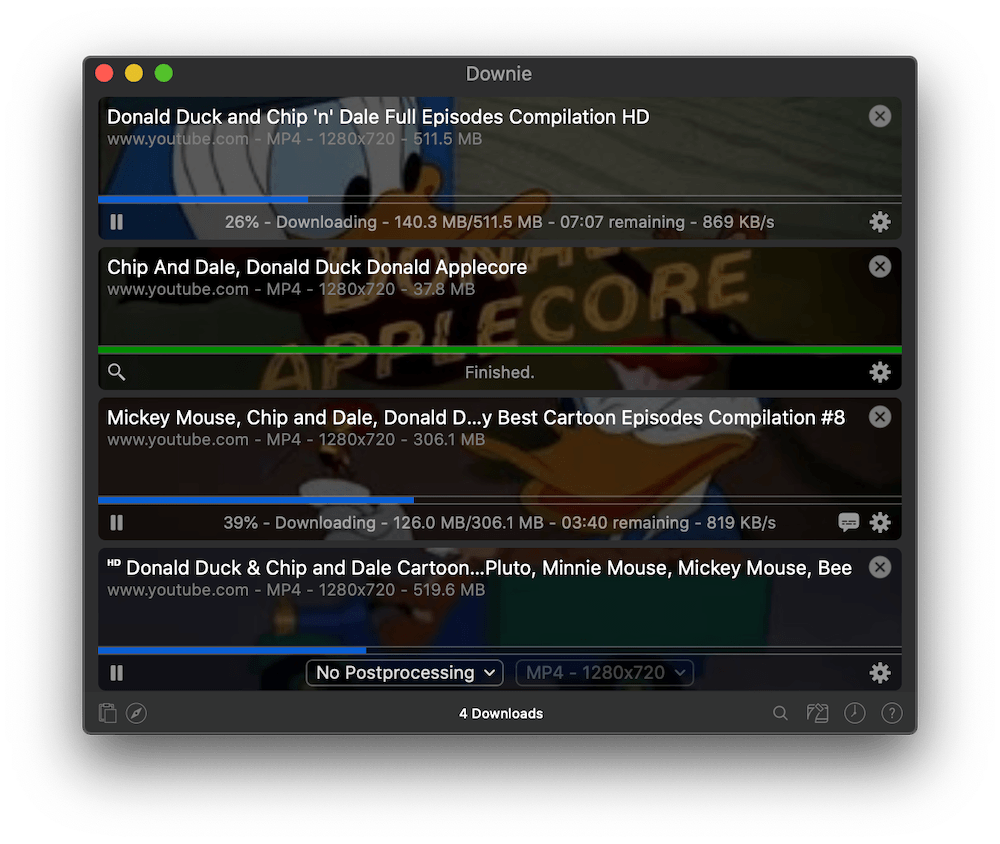 Downie
Donald Duck and Chip 'n' Dale Full Episodes Compilation HD
www.youtube.com - MP4 - 1280x720 - 511.5 MB
26% - Downloading - 140.3 MB/511.5 MB - 07:07 remaining - 869 KB/s
Chip And Dale, Donald Duck Donald Applecore
www.youtube.com - MP4 - 1280x720 - 37.8 MB
DONALD
APPLECORE
Finished.
Mickey Mouse, Chip and Dale, Donald D...y Best Cartoon Episodes Compilation #8
www.youtube.com - MP4 - 1280x720 - 306.1 MB
39% - Downloading - 126.0 MB/306.1 MB - 03:40 remaining - 819 KB/s
HD Donald Duck & Chip and Dale Cartoon...Pluto, Minnie Mouse, Mickey Mouse, Bee
www.youtube.com - MP4 - 1280x720 - 519.6 MB
No Postprocessing
MP4 - 1280x720
4 Downloads
?